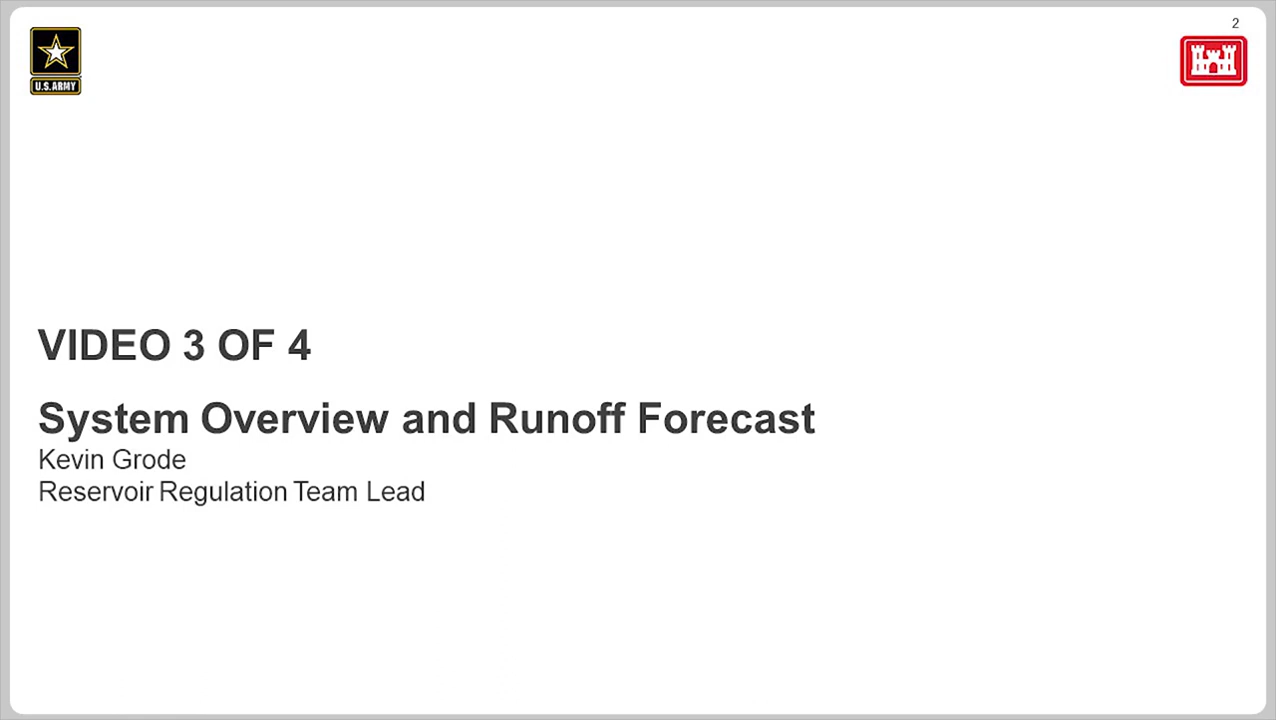 2
U.S.ARMY
VIDEO 3 OF 4
System Overview and Runoff Forecast
Kevin Grode
Reservoir Regulation Team Lead